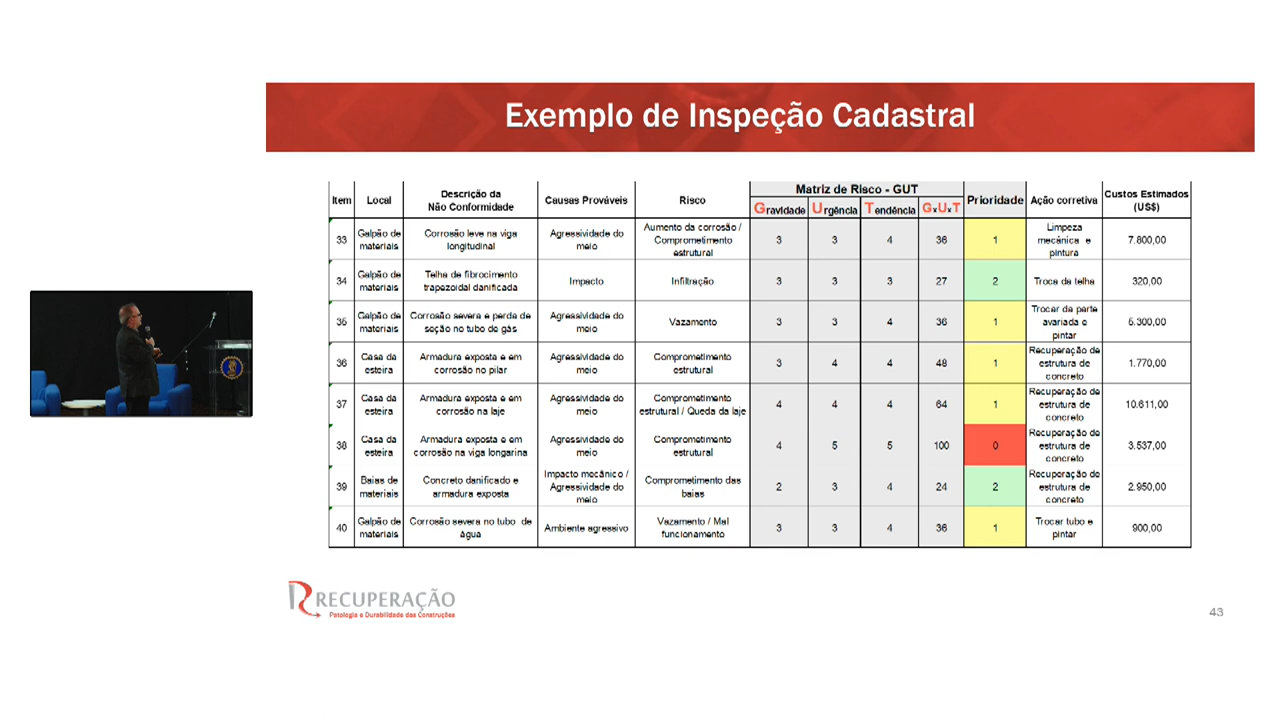 Exemplo de Inspeção Cadastral
Item Local Descrição da Não Conformidade Causas Prováveis Risco Matriz de Risco - GUT Gravidade Urgência Tendência GxUxT Prioridade Ação corretiva Custos Estimados (US$)
33 Galpão de materiais Corrosão leve na viga longitudinal Agressividade do meio Aumento da corrosão / Comprometimento estrutural 3 3 4 36 1 Limpeza mecânica e pintura 7.800,00
34 Galpão de materiais Telha de fibrocimento trapezoidal danificada Impacto Infiltração 3 3 3 27 2 Troca da telha 320,00
35 Galpão de materiais Corrosão severa e perda de seção no tubo de gás Agressividade do meio Vazamento 3 3 4 36 1 Trocar da parte avariada e pintar 5.300,00
36 Casa da esteira Armadura exposta e em corrosão no pilar Agressividade do meio Comprometimento estrutural 3 4 4 48 1 Recuperação de estrutura de concreto 1.770,00
37 Casa da esteira Armadura exposta e em corrosão na laje Agressividade do meio Comprometimento estrutural / Queda da laje 4 4 4 64 1 Recuperação de estrutura de concreto 10.611,00
38 Casa da esteira Armadura exposta e em corrosão na viga longarina Agressividade do meio Comprometimento estrutural 4 5 5 100 0 Recuperação de estrutura de concreto 3.537,00
39 Baias de materiais Concreto danificado e armadura exposta Impacto mecânico / Agressividade do meio Comprometimento das baias 2 3 4 24 2 Recuperação de estrutura de concreto 2.950,00
40 Galpão de materiais Corrosão severa no tubo de água Ambiente agressivo Vazamento / Mal funcionamento 3 3 4 36 1 Trocar tubo e pintar 900,00
RECUPERAÇÃO
Patologia e Durabilidade das Construções
43